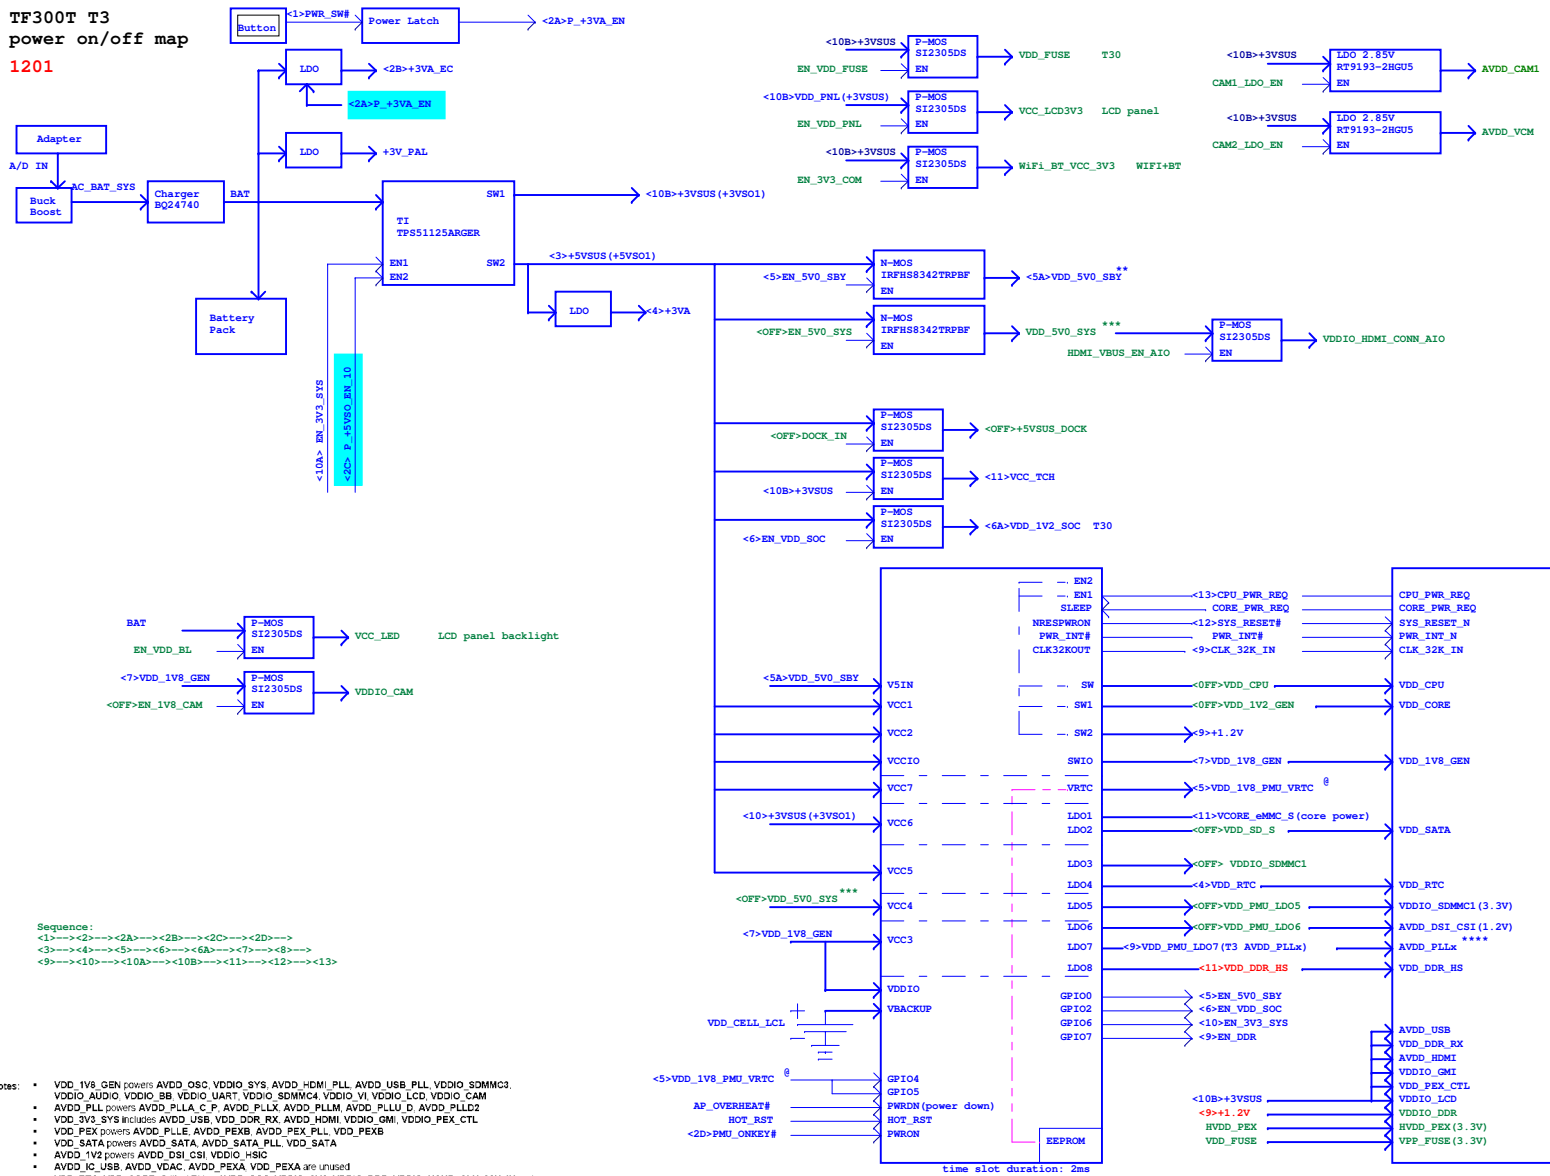 TF300T T3
power on/off map
1201
Button
<1>PWR_SW#
Power Latch
<2A>P_+3VA_EN
LDO
<2B>+3VA_EC
<2A>P_+3VA_EN
LDO
+3V_PAL
Adapter
A/D IN
Buck
Boost
AC_BAT_SYS
Charger
BQ24740
BAT
TI
TPS51125ARGER
SW1
SW2
EN1
EN2
<10B>+3VSUS(+3VSO1)
<3>+5VSUS(+5VSO1)
LDO
<4>+3VA
Battery
Pack
<10A> EN_3V3_SYS
<2C> P_+5VSO_EN_10
<10B>+3VSUS
P-MOS
SI2305DS
EN
EN_VDD_FUSE
VDD_FUSE T30
<10B>VDD_PNL(+3VSUS)
P-MOS
SI2305DS
EN
EN_VDD_PNL
VCC_LCD3V3 LCD panel
<10B>+3VSUS
P-MOS
SI2305DS
EN
EN_3V3_COM
WiFi_BT_VCC_3V3 WIFI+BT
<10B>+3VSUS
LDO 2.85V
RT9193-2HGU5
EN
CAM1_LDO_EN
AVDD_CAM1
<10B>+3VSUS
LDO 2.85V
RT9193-2HGU5
EN
CAM2_LDO_EN
AVDD_VCM
N-MOS
IRFHS8342TRPBF
EN
<5>EN_5V0_SBY
<5A>VDD_5V0_SBY **
N-MOS
IRFHS8342TRPBF
EN
<OFF>EN_5V0_SYS
VDD_5V0_SYS ***
P-MOS
SI2305DS
EN
HDMI_VBUS_EN_AIO
VDDIO_HDMI_CONN_AIO
P-MOS
SI2305DS
EN
<OFF>DOCK_IN
<OFF>+5VSUS_DOCK
P-MOS
SI2305DS
EN
<10B>+3VSUS
<11>VCC_TCH
P-MOS
SI2305DS
EN
<6>EN_VDD_SOC
<6A>VDD_1V2_SOC T30
BAT
P-MOS
SI2305DS
EN
EN_VDD_BL
VCC_LED LCD panel backlight
<7>VDD_1V8_GEN
P-MOS
SI2305DS
EN
<OFF>EN_1V8_CAM
VDDIO_CAM
EN2
EN1 <13>CPU_PWR_REQ CPU_PWR_REQ
SLEEP CORE_PWR_REQ CORE_PWR_REQ
NRESPWRON <12>SYS_RESET# SYS_RESET_N
PWR_INT# PWR_INT# PWR_INT_N
CLK32KOUT <9>CLK_32K_IN CLK_32K_IN
<5A>VDD_5V0_SBY V5IN SW <0FF>VDD_CPU VDD_CPU
VCC1 SW1 <0FF>VDD_1V2_GEN VDD_CORE
VCC2 SW2 <9>+1.2V
VCCIO SWIO <7>VDD_1V8_GEN VDD_1V8_GEN
VCC7 VRTC <5>VDD_1V8_PMU_VRTC @
<10>+3VSUS(+3VSO1) VCC6 LDO1 <11>VCORE_eMMC_S(core power)
LDO2 <OFF>VDD_SD_S VDD_SATA
VCC5 LDO3 <OFF> VDDIO_SDMMC1
LDO4 <4>VDD_RTC VDD_RTC
<OFF>VDD_5V0_SYS *** VCC4 LDO5 <OFF>VDD_PMU_LDO5 VDDIO_SDMMC1(3.3V)
LDO6 <OFF>VDD_PMU_LDO6 AVDD_DSI_CSI(1.2V)
<7>VDD_1V8_GEN VCC3 LDO7 <9>VDD_PMU_LDO7(T3 AVDD_PLLx) AVDD_PLLx ****
LDO8 <11>VDD_DDR_HS VDD_DDR_HS
VDDIO
VDD_CELL_LCL VBACKUP
GPIO0 <5>EN_5V0_SBY
GPIO2 <6>EN_VDD_SOC
GPIO6 <10>EN_3V3_SYS
GPIO7 <9>EN_DDR
<5>VDD_1V8_PMU_VRTC @ GPIO4
GPIO5
AP_OVERHEAT# PWRDN(power down)
HOT_RST HOT_RST
<2D>PMU_ONKEY# PWRON
EEPROM
time slot duration: 2ms
AVDD_USB
VDD_DDR_RX
AVDD_HDMI
VDDIO_GMI
VDD_PEX_CTL
<10B>+3VSUS VDDIO_LCD
<9>+1.2V VDDIO_DDR
HVDD_PEX HVDD_PEX(3.3V)
VDD_FUSE VPP_FUSE(3.3V)
Sequence:
<1>--><2>--><2A>--><2B>--><2C>--><2D>-->
<3>--><4>--><5>--><6>--><6A>--><7>--><8>-->
<9>--><10>--><10A>--><10B>--><11>--><12>--><13>
otes: ▪ VDD_1V8_GEN powers AVDD_OSC, VDDIO_SYS, AVDD_HDMI_PLL, AVDD_USB_PLL, VDDIO_SDMMC3,
VDDIO_AUDIO, VDDIO_BB, VDDIO_UART, VDDIO_SDMMC4, VDDIO_VI, VDDIO_LCD, VDDIO_CAM
▪ AVDD_PLL powers AVDD_PLLA_C_P, AVDD_PLLX, AVDD_PLLM, AVDD_PLLU_D, AVDD_PLLD2
▪ VDD_3V3_SYS includes AVDD_USB, VDD_DDR_RX, AVDD_HDMI, VDDIO_GMI, VDDIO_PEX_CTL
▪ VDD_PEX powers AVDD_PLLE, AVDD_PEXB, AVDD_PEX_PLL, VDD_PEXB
▪ VDD_SATA powers AVDD_SATA, AVDD_SATA_PLL, VDD_SATA
▪ AVDD_1V2 powers AVDD_DSI_CSI, VDDIO_HSIC
▪ AVDD_IC_USB, AVDD_VDAC, AVDD_PEXA, VDD_PEXA are unused